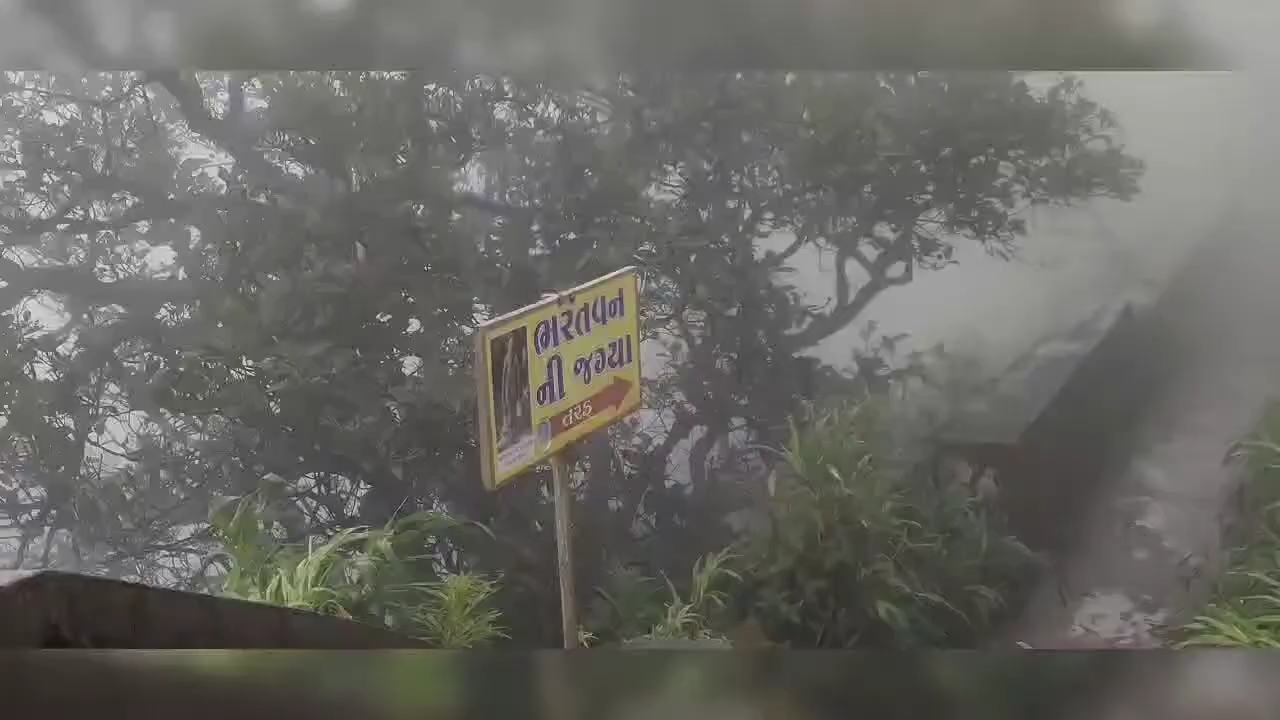 ભરતવન
ની જગ્યા
તરફ